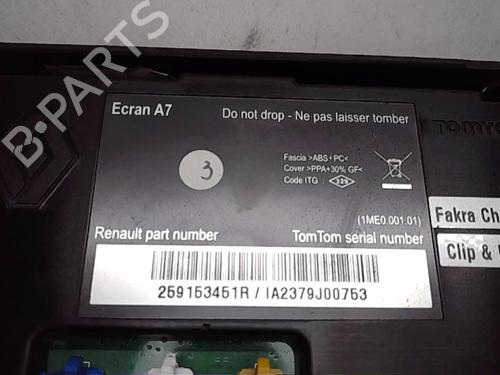 B-PARTS
Ecran A7
Do not drop - Ne pas laisser tomber
3
Fascia >ABS+PC<
Cover >PPA+30% GF<
Code ITG 329
(1ME0.001.01)
Renault part number
TomTom serial number
259153451R / IA2379J00753
Fakra Ch
Clip &